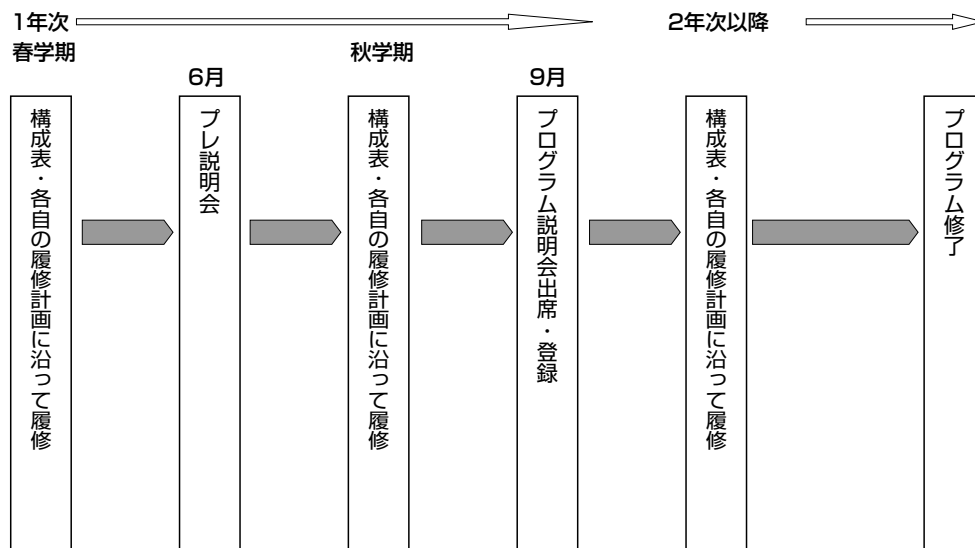 1年次
2年次以降
春学期
秋学期
6月
9月
構成表・各自の履修計画に沿って履修
プレ説明会
構成表・各自の履修計画に沿って履修
プログラム説明会出席・登録
構成表・各自の履修計画に沿って履修
プログラム修了